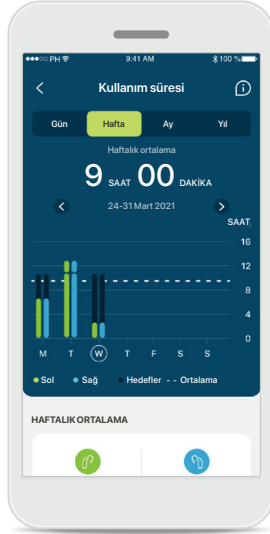 PH 9:41 AM 100 %
Kullanım süresi
Gün Hafta Ay Yıl
Haftalık ortalama
9 SAAT 00 DAKİKA
24-31 Mart 2021
SAAT
16
12
8
4
0
M T W T F S S
Sol Sağ Hedefler - - Ortalama
HAFTALIK ORTALAMA